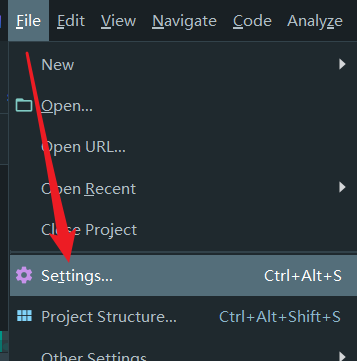 File Edit View Navigate Code Analyze
New
Open...
Open URL...
Open Recent
Close Project
Settings... Ctrl+Alt+S
Project Structure... Ctrl+Alt+Shift+S
Other Settings